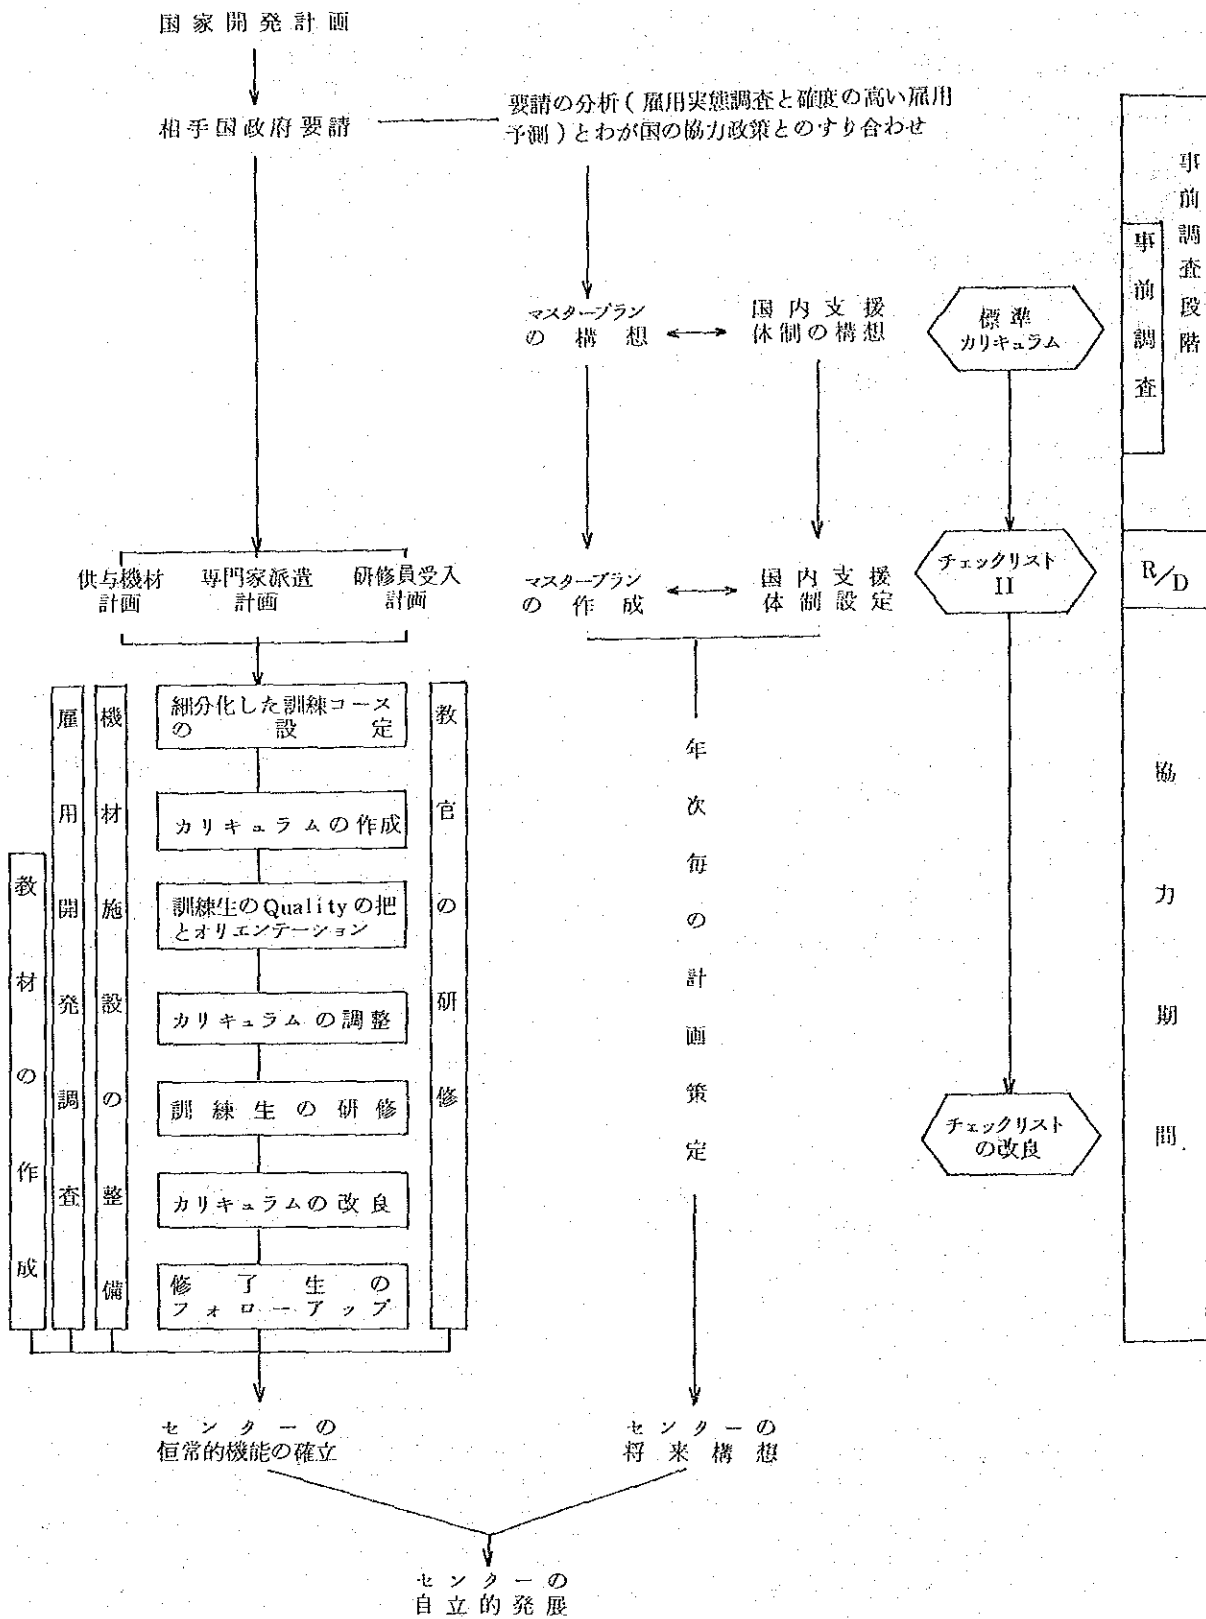 国家開発計画
相手国政府要請
要請の分析（雇用実態調査と確度の高い雇用
予測）とわが国の協力政策とのすり合わせ
マスタープラン
の構想
国内支援
体制の構想
標準
カリキュラム
事前調査段階
事前調査
供与機材
計画
専門家派遣
計画
研修員受入
計画
マスタープラン
の作成
国内支援
体制設定
チェックリスト
II
R/D
細分化した訓練コース
の設定
カリキュラムの作成
訓練生のQualityの把
とオリエンテーション
カリキュラムの調整
訓練生の研修
カリキュラムの改良
修了生の
フォローアップ
教材の作成
雇用開発調査
機材施設の整備
教官の研修
年次毎の計画策定
チェックリスト
の改良
協力期間
センターの
恒常的機能の確立
センターの
将来構想
センターの
自立的発展